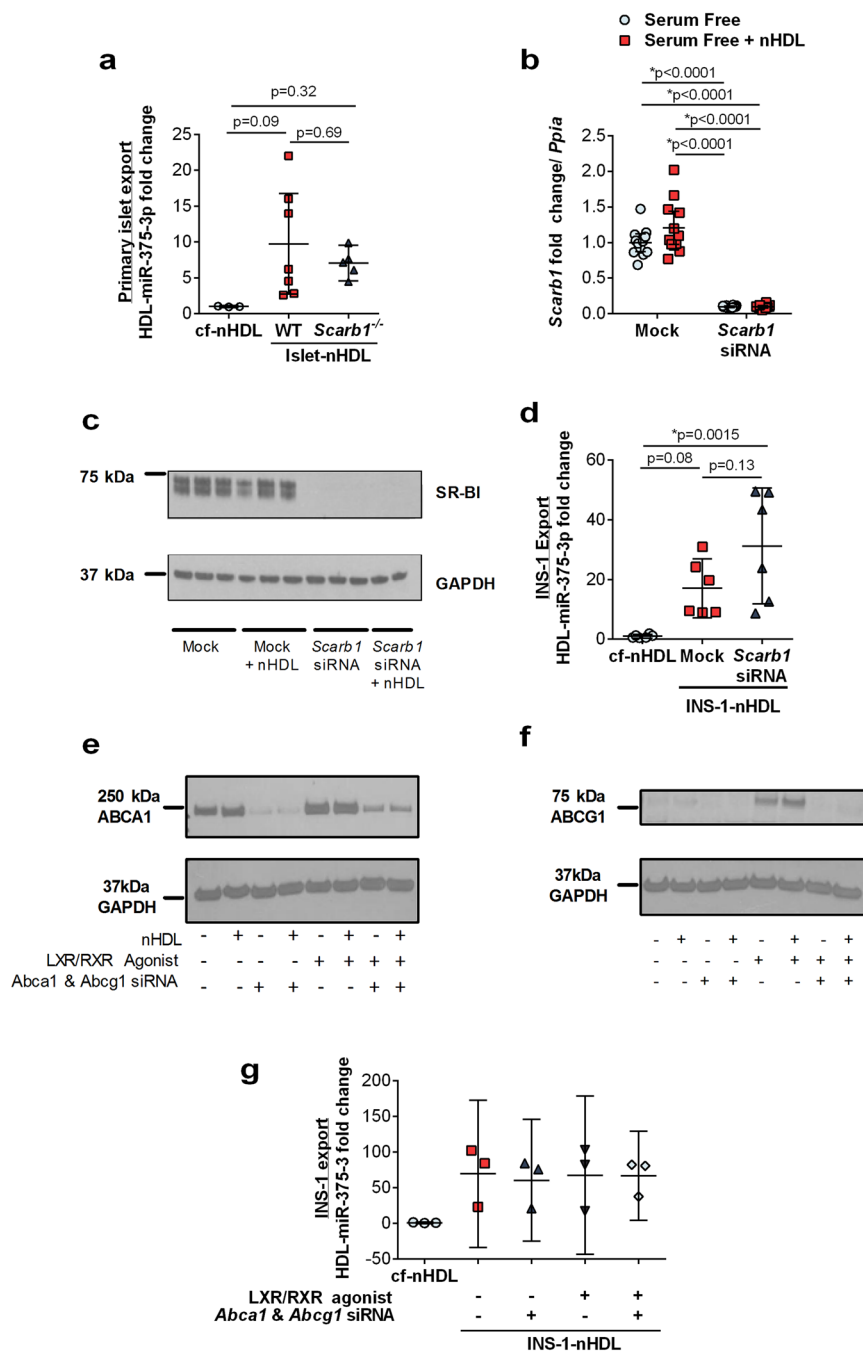 Serum Free
Serum Free + nHDL
a
Primary islet export
HDL-miR-375-3p fold change
p=0.32
p=0.09
p=0.69
25
20
15
10
5
0
cf-nHDL
WT
Scarb1-/-
Islet-nHDL
b
Scarb1 fold change/ Ppia
*p<0.0001
*p<0.0001
*p<0.0001
*p<0.0001
2.5
2.0
1.5
1.0
0.5
0.0
Mock
Scarb1
siRNA
c
75 kDa
SR-BI
37 kDa
GAPDH
Mock
Mock
+ nHDL
Scarb1
siRNA
Scarb1
siRNA
+ nHDL
d
INS-1 Export
HDL-miR-375-3p fold change
*p=0.0015
p=0.08
p=0.13
60
40
20
0
cf-nHDL
Mock
Scarb1
siRNA
INS-1-nHDL
e
250 kDa
ABCA1
37kDa
GAPDH
nHDL - + - + - + - +
LXR/RXR Agonist - - - - + + + +
Abca1 & Abcg1 siRNA - - + + - - + +
f
75 kDa
ABCG1
37kDa
GAPDH
- + - + - + - +
- - - - + + + +
- - + + - - + +
g
INS-1 export
HDL-miR-375-3 fold change
200
150
100
50
0
-50
cf-nHDL
LXR/RXR agonist - - + +
Abca1 & Abcg1 siRNA - + - +
INS-1-nHDL